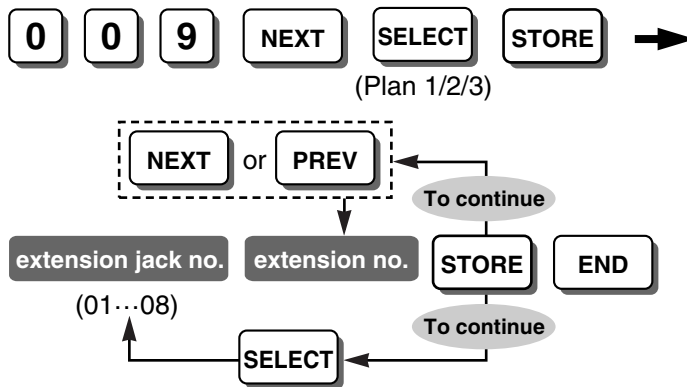 0 0 9 NEXT SELECT STORE
(Plan 1/2/3)
NEXT or PREV
To continue
extension jack no. extension no. STORE END
(01···08)
To continue
SELECT